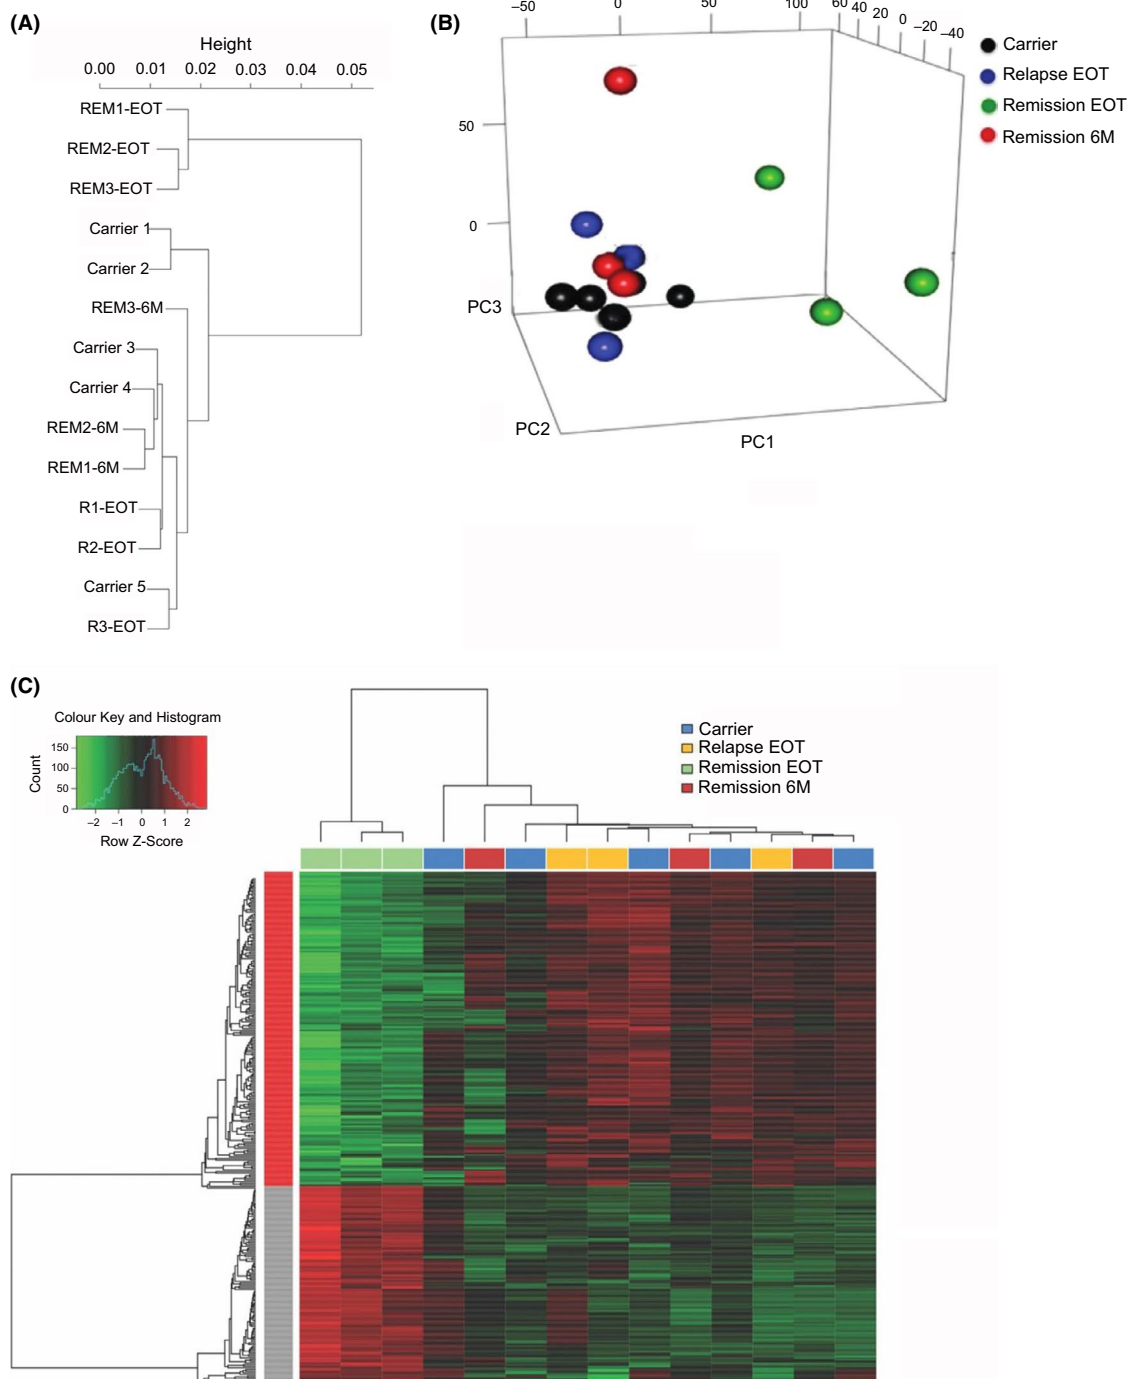 (A)
Height
0.00 0.01 0.02 0.03 0.04 0.05
REM1-EOT
REM2-EOT
REM3-EOT
Carrier 1
Carrier 2
REM3-6M
Carrier 3
Carrier 4
REM2-6M
REM1-6M
R1-EOT
R2-EOT
Carrier 5
R3-EOT
(B)
−50 0 50 100 60 40 20 0 −20 −40
50
0
PC3
PC2
PC1
Carrier
Relapse EOT
Remission EOT
Remission 6M
(C)
Colour Key and Histogram
Count
150
100
50
0
−2 −1 0 1 2
Row Z-Score
Carrier
Relapse EOT
Remission EOT
Remission 6M